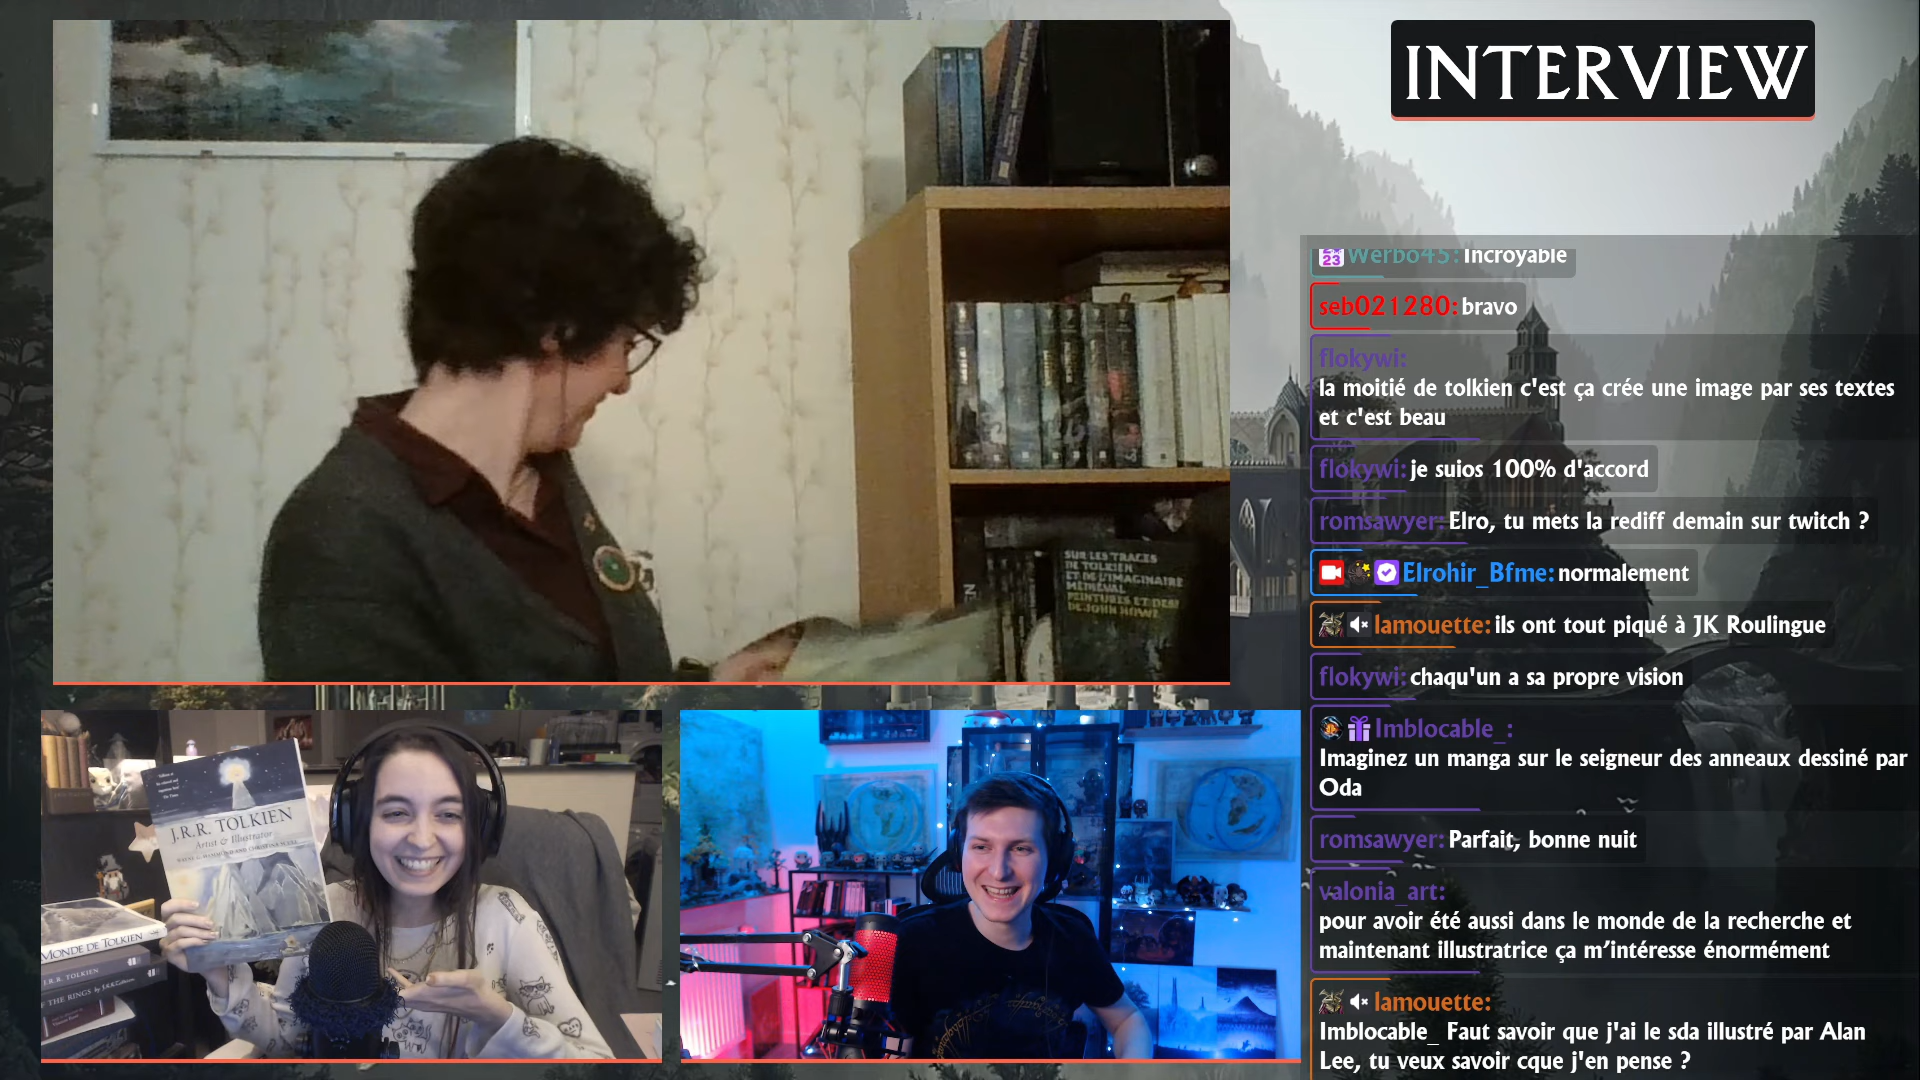 INTERVIEW
SUR LES TRACES
DE TOLKIEN
ET DE L'IMAGINAIRE
MÉDIÉVAL
PEINTURES ET DES
DE JOHN HOWE
J.R.R. TOLKIEN
Artist & Illustrator
MONDE DE TOLKIEN
J.R.R. TOLKIEN
OF THE RINGS
Werbo45: Incroyable
seb021280: bravo
flokywi:
la moitié de tolkien c'est ça crée une image par ses textes
et c'est beau
flokywi: je suios 100% d'accord
romsawyer: Elro, tu mets la rediff demain sur twitch ?
Elrohir_Bfme: normalement
lamouette: ils ont tout piqué à JK Roulingue
flokywi: chaqu'un a sa propre vision
Imblocable_:
Imaginez un manga sur le seigneur des anneaux dessiné par
Oda
romsawyer: Parfait, bonne nuit
valonia_art:
pour avoir été aussi dans le monde de la recherche et
maintenant illustratrice ça m’intéresse énormément
lamouette:
Imblocable_ Faut savoir que j'ai le sda illustré par Alan
Lee, tu veux savoir cque j'en pense ?